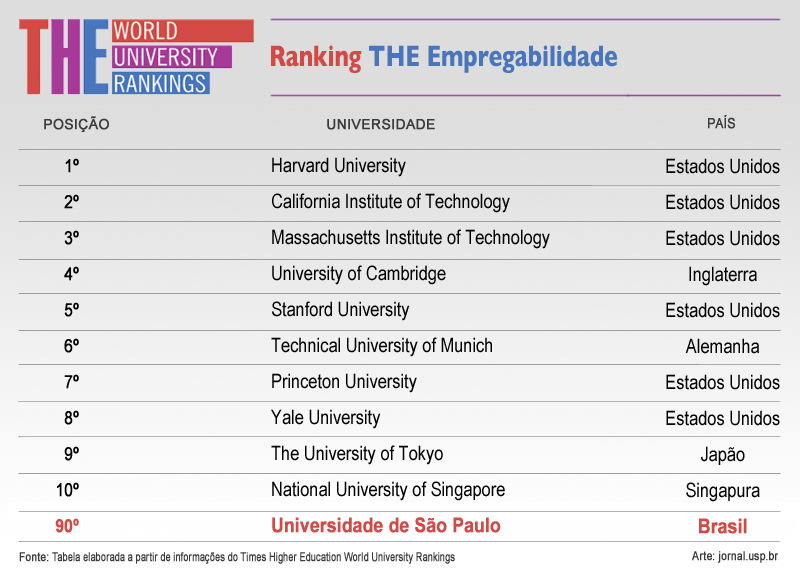 THE WORLD
UNIVERSITY
RANKINGS
Ranking THE Empregabilidade
POSIÇÃO UNIVERSIDADE PAÍS
1º Harvard University Estados Unidos
2º California Institute of Technology Estados Unidos
3º Massachusetts Institute of Technology Estados Unidos
4º University of Cambridge Inglaterra
5º Stanford University Estados Unidos
6º Technical University of Munich Alemanha
7º Princeton University Estados Unidos
8º Yale University Estados Unidos
9º The University of Tokyo Japão
10º National University of Singapore Singapura
90º Universidade de São Paulo Brasil
Fonte: Tabela elaborada a partir de informações do Times Higher Education World University Rankings Arte: jornal.usp.br